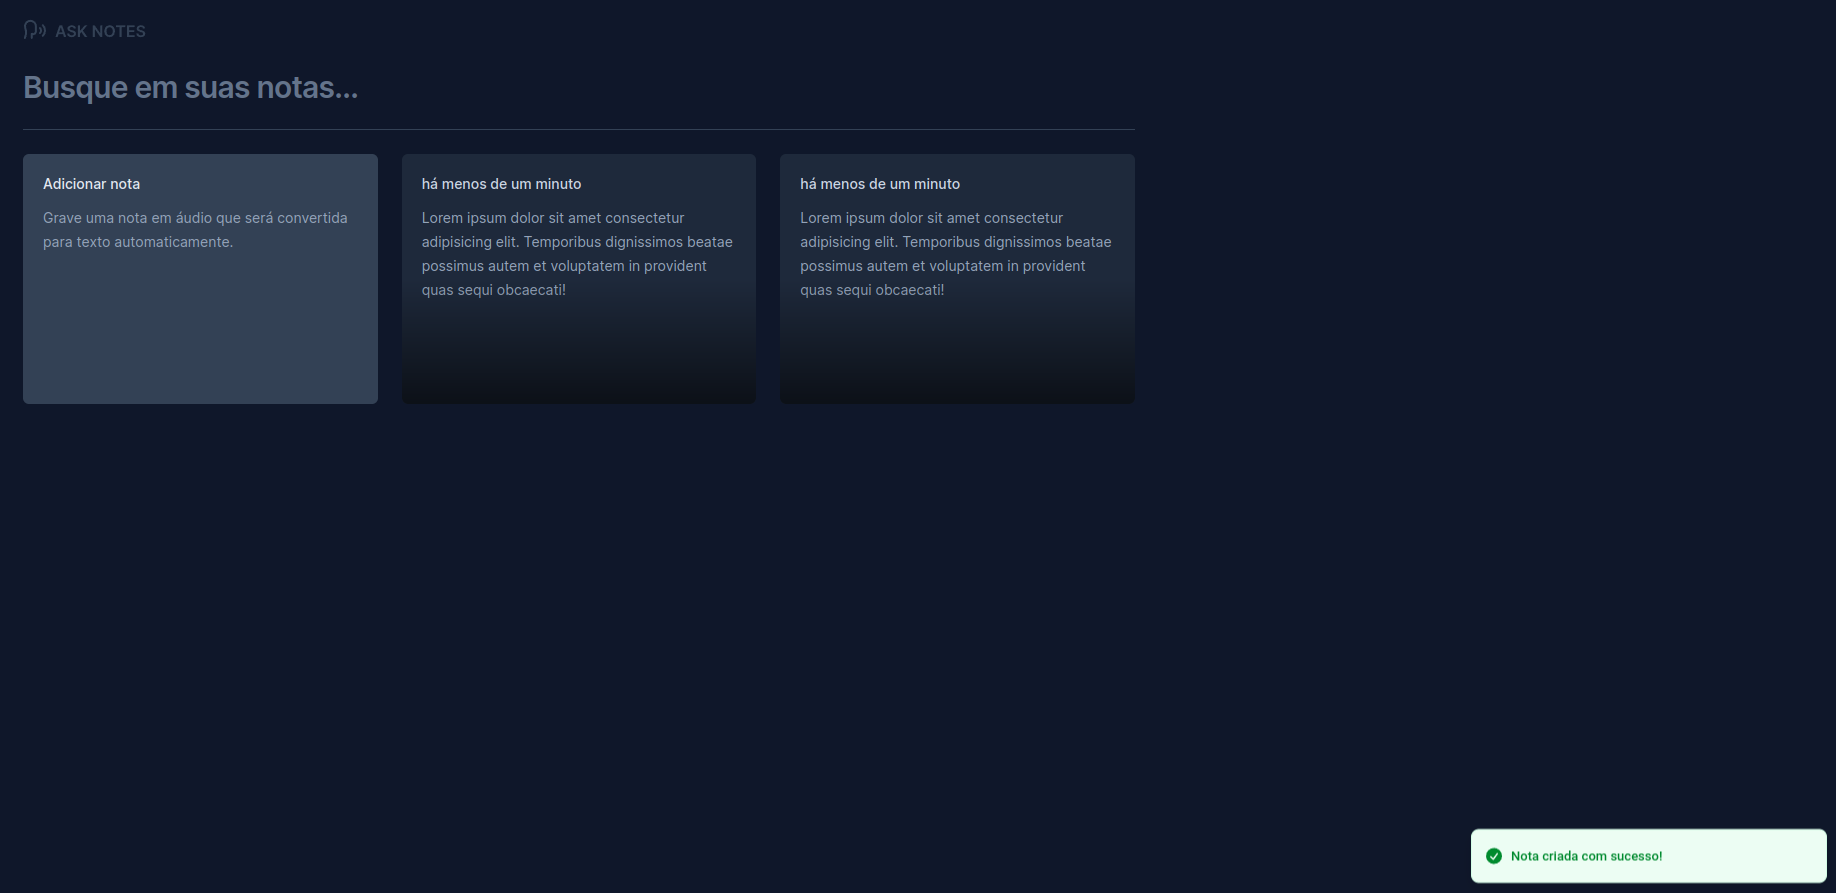 ASK NOTES
Busque em suas notas...
Adicionar nota
Grave uma nota em áudio que será convertida
para texto automaticamente.
há menos de um minuto
Lorem ipsum dolor sit amet consectetur
adipisicing elit. Temporibus dignissimos beatae
possimus autem et voluptatem in provident
quas sequi obcaecati!
há menos de um minuto
Lorem ipsum dolor sit amet consectetur
adipisicing elit. Temporibus dignissimos beatae
possimus autem et voluptatem in provident
quas sequi obcaecati!
Nota criada com sucesso!